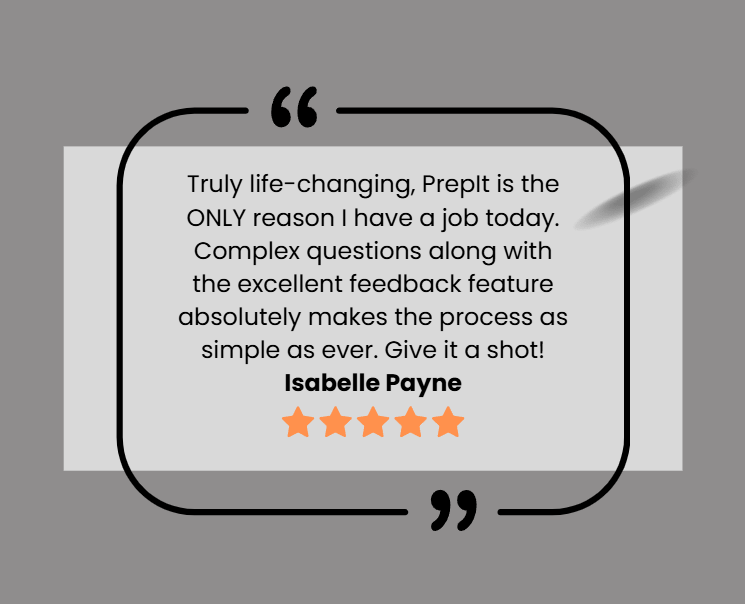 “
Truly life-changing, PrepIt is the
ONLY reason I have a job today.
Complex questions along with
the excellent feedback feature
absolutely makes the process as
simple as ever. Give it a shot!
Isabelle Payne
”